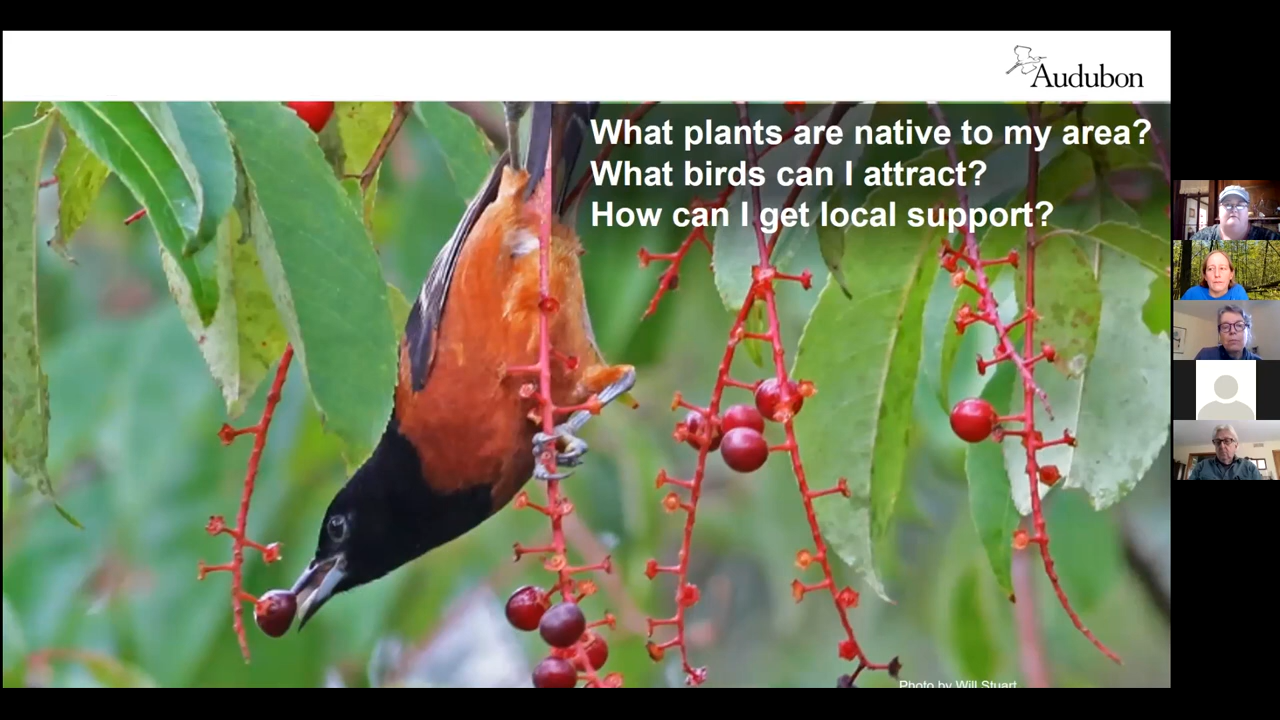 Audubon
What plants are native to my area?
What birds can I attract?
How can I get local support?
Photo by Will Stuart